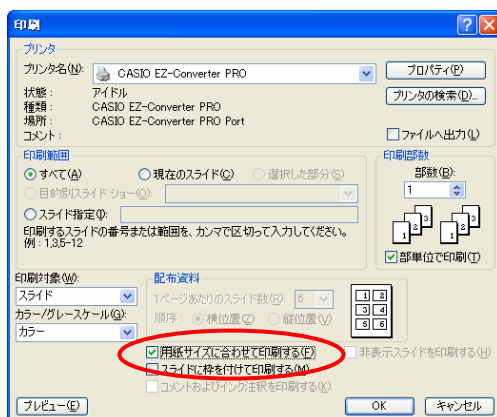 印刷
プリンタ
プリンタ名(N): CASIO EZ-Converter PRO プロパティ(P)
状態: アイドル プリンタの検索(D)...
種類: CASIO EZ-Converter PRO
場所: CASIO EZ-Converter PRO Port
コメント: ファイルへ出力(L)
印刷範囲 印刷部数
すべて(A) 現在のスライド(C) 選択した部分(S) 部数(R):
目的別スライド ショー(O): 1
スライド指定(I):
印刷するスライドの番号または範囲を、カンマで区切って入力してください。
例: 1,3,5-12
1 2 3 1 2 3
部単位で印刷(T)
印刷対象(W): 配布資料
スライド 1ページあたりのスライド数(R): 6
カラー/グレースケール(G): 順序: 横位置(Z) 縦位置(V)
カラー
1 2
3 4
5 6
用紙サイズに合わせて印刷する(F) 非表示スライドを印刷する(H)
スライドに枠を付けて印刷する(M)
コメントおよびインク注釈を印刷する(K)
プレビュー(E) OK キャンセル